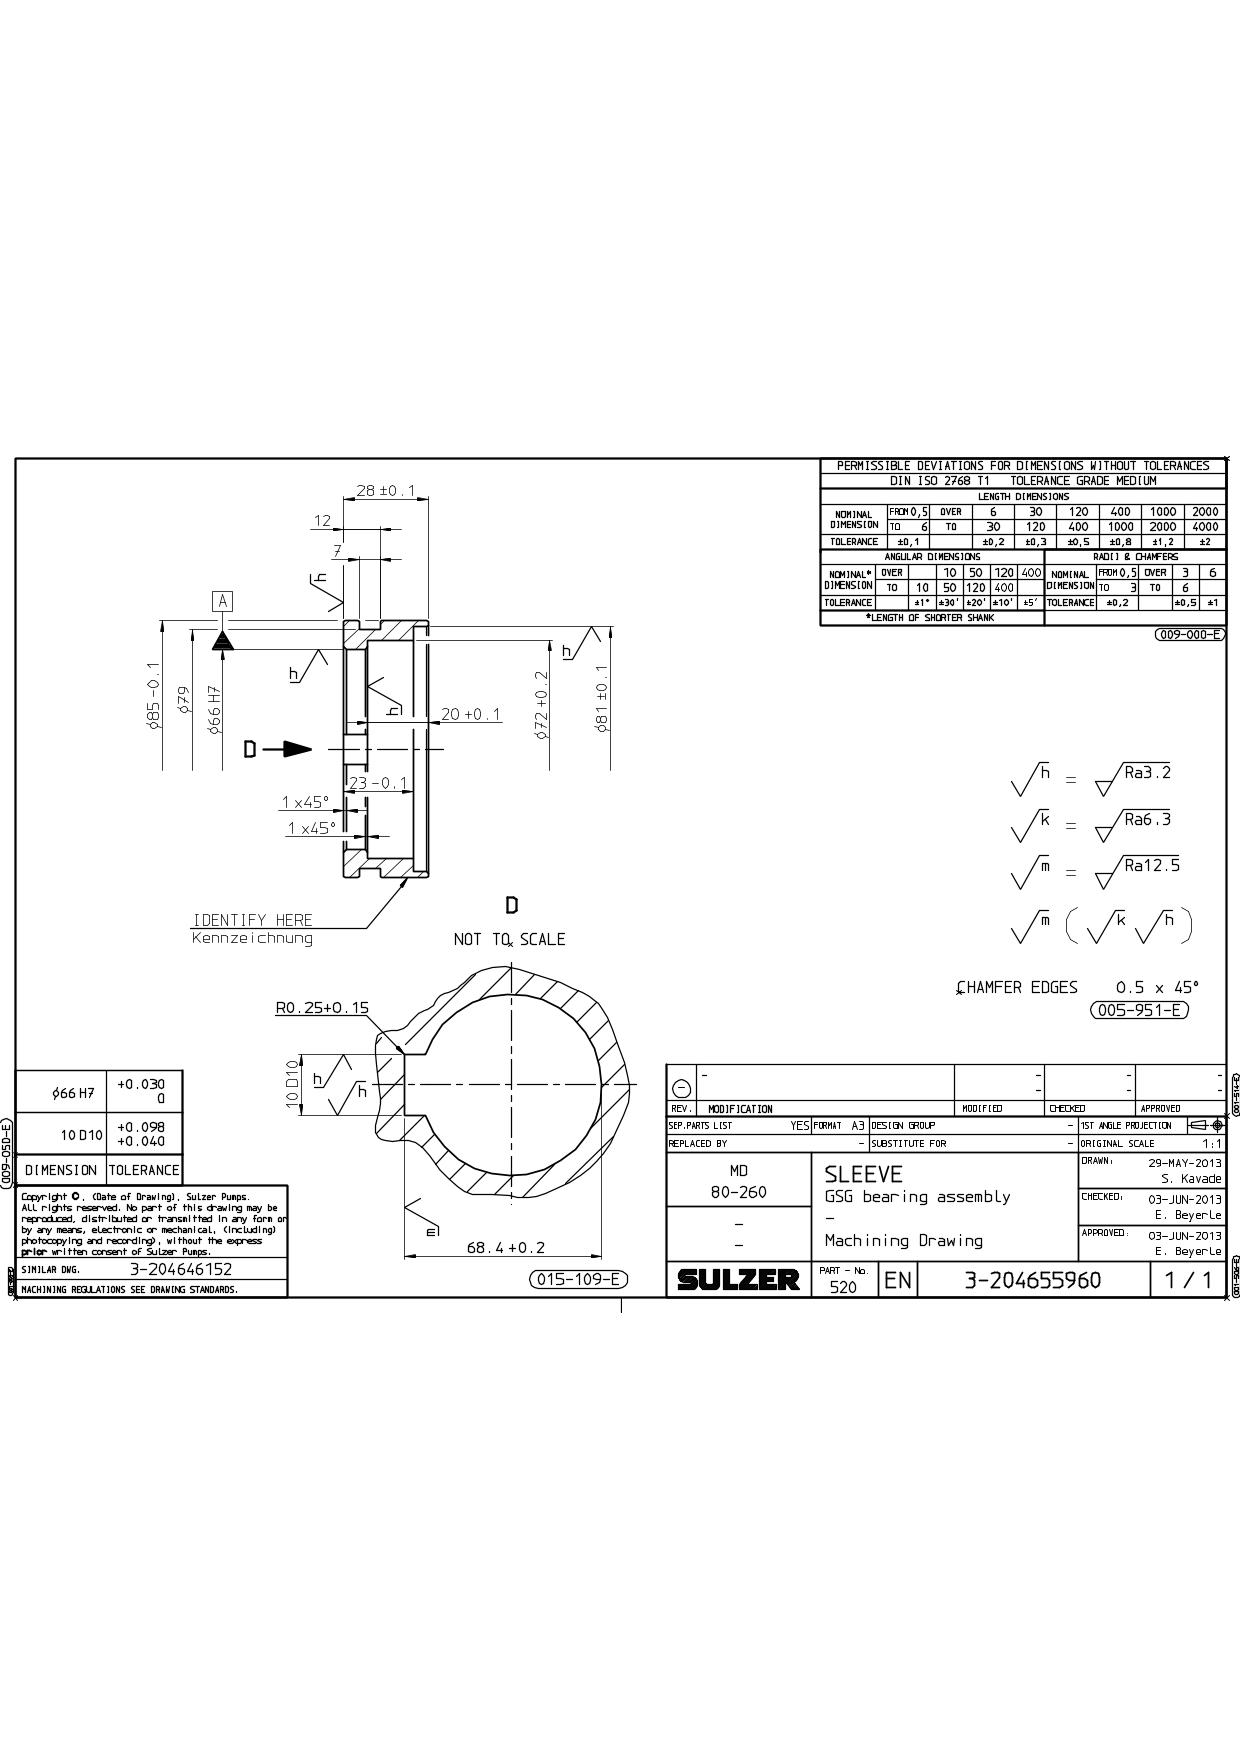 PERMISSIBLE DEVIATIONS FOR DIMENSIONS WITHOUT TOLERANCES
DIN ISO 2768 T1 TOLERANCE GRADE MEDIUM
LENGTH DIMENSIONS
NOMINAL DIMENSION FROM 0,5 OVER 6 30 120 400 1000 2000
TO 6 TO 30 120 400 1000 2000 4000
TOLERANCE ±0,1 ±0,2 ±0,3 ±0,5 ±0,8 ±1,2 ±2
ANGULAR DIMENSIONS RADII & CHAMFERS
NOMINAL* DIMENSION OVER 10 50 120 400 NOMINAL DIMENSION FROM 0,5 OVER 3 6
TO 10 50 120 400 TO 3 TO 6
TOLERANCE ±1° ±30' ±20' ±10' ±5' TOLERANCE ±0,2 ±0,5 ±1
*LENGTH OF SHORTER SHANK
009-000-E
28 ±0.1
12
7
h
A
h
h
h
ϕ85 -0.1
ϕ79
ϕ66 H7
20 +0.1
ϕ72 +0.2
ϕ81 ±0.1
D
23 -0.1
1 x45°
1 x45°
IDENTIFY HERE
Kennzeichnung
D
NOT TO SCALE
R0.25+0.15
10 D10
h
h
m
68.4 +0.2
015-109-E
h = Ra3.2
k = Ra6.3
m = Ra12.5
m ( k h )
CHAMFER EDGES 0.5 x 45°
005-951-E
ϕ66 H7 +0.030
0
10 D10 +0.098
+0.040
DIMENSION TOLERANCE
009-05D-E
Copyright ©, (Date of Drawing), Sulzer Pumps.
ALL rights reserved. No part of this drawing may be
reproduced, distributed or transmitted in any form or
by any means, electronic or mechanical, (including)
photocopying and recording), without the express
prior written consent of Sulzer Pumps.
SIMILAR DWG. 3-204646152
MACHINING REGULATIONS SEE DRAWING STANDARDS.
- - - -
- - - -
REV. MODIFICATION MODIFIED CHECKED APPROVED
001-514-E
SEP.PARTS LIST YES FORMAT A3 DESIGN GROUP - 1ST ANGLE PROJECTION
REPLACED BY - SUBSTITUTE FOR - ORIGINAL SCALE 1:1
MD
80-260
-
-
SLEEVE
GSG bearing assembly
-
Machining Drawing
DRAWN: 29-MAY-2013
S. Kavade
CHECKED: 03-JUN-2013
E. Beyerle
APPROVED: 03-JUN-2013
E. Beyerle
SULZER PART - No. 520 EN 3-204655960 1 / 1